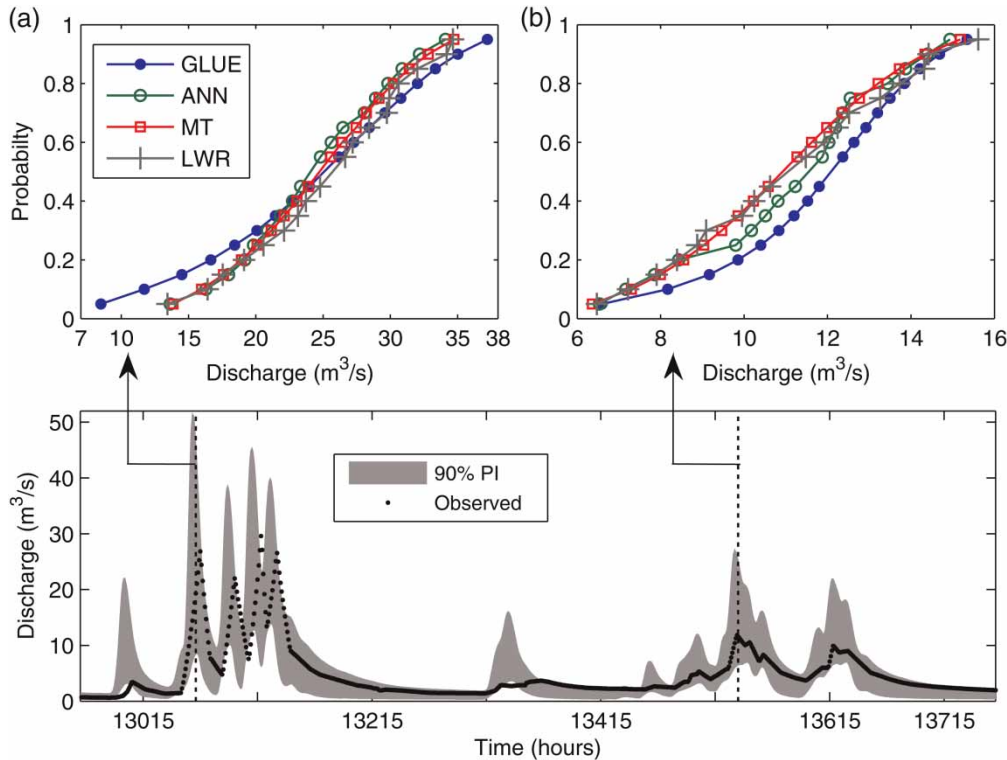 (a)
(b)
1
0.8
0.6
0.4
0.2
0
Probabilty
GLUE
ANN
MT
LWR
7 10 15 20 25 30 35 38
Discharge (m³/s)
1
0.8
0.6
0.4
0.2
0
6 8 10 12 14 16
Discharge (m³/s)
50
40
30
20
10
0
Discharge (m³/s)
90% PI
Observed
13015 13215 13415 13615 13715
Time (hours)